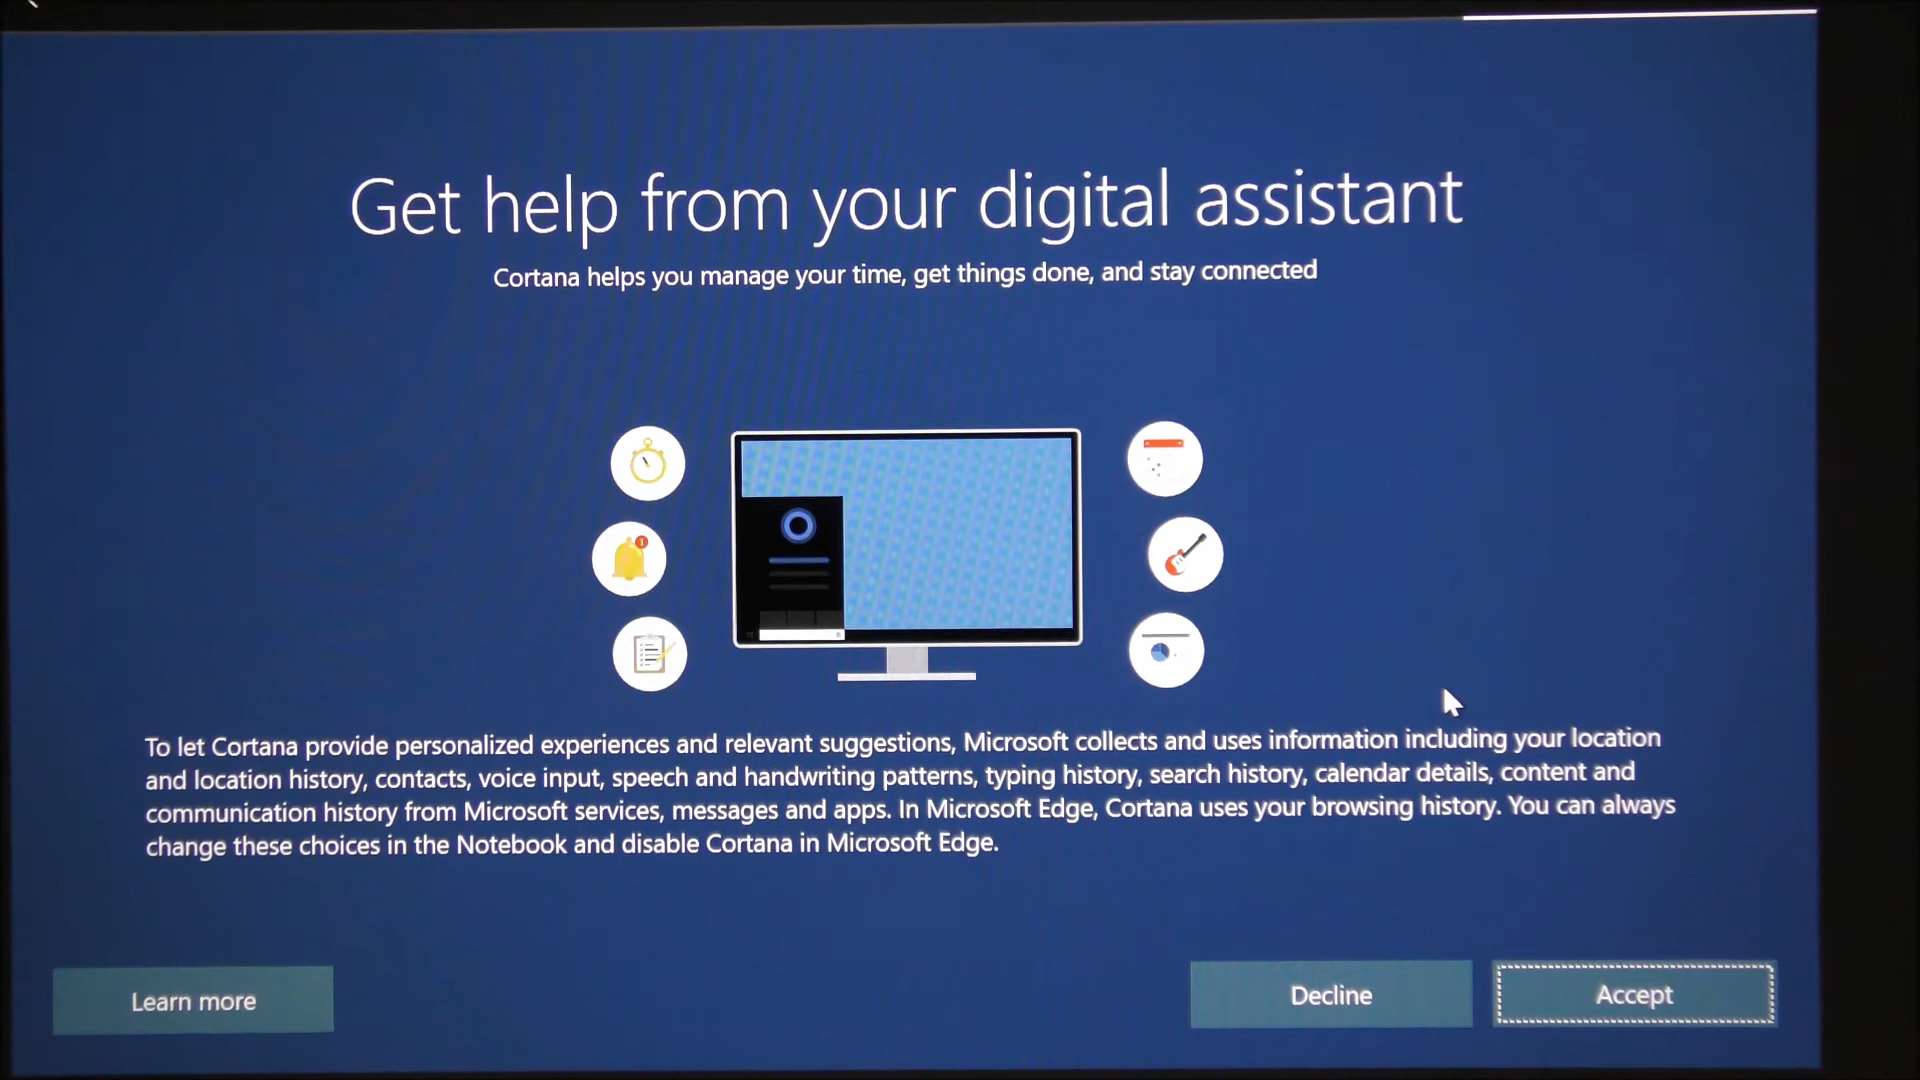 Get help from your digital assistant
Cortana helps you manage your time, get things done, and stay connected
1
To let Cortana provide personalized experiences and relevant suggestions, Microsoft collects and uses information including your location
and location history, contacts, voice input, speech and handwriting patterns, typing history, search history, calendar details, content and
communication history from Microsoft services, messages and apps. In Microsoft Edge, Cortana uses your browsing history. You can always
change these choices in the Notebook and disable Cortana in Microsoft Edge.
Learn more
Decline
Accept